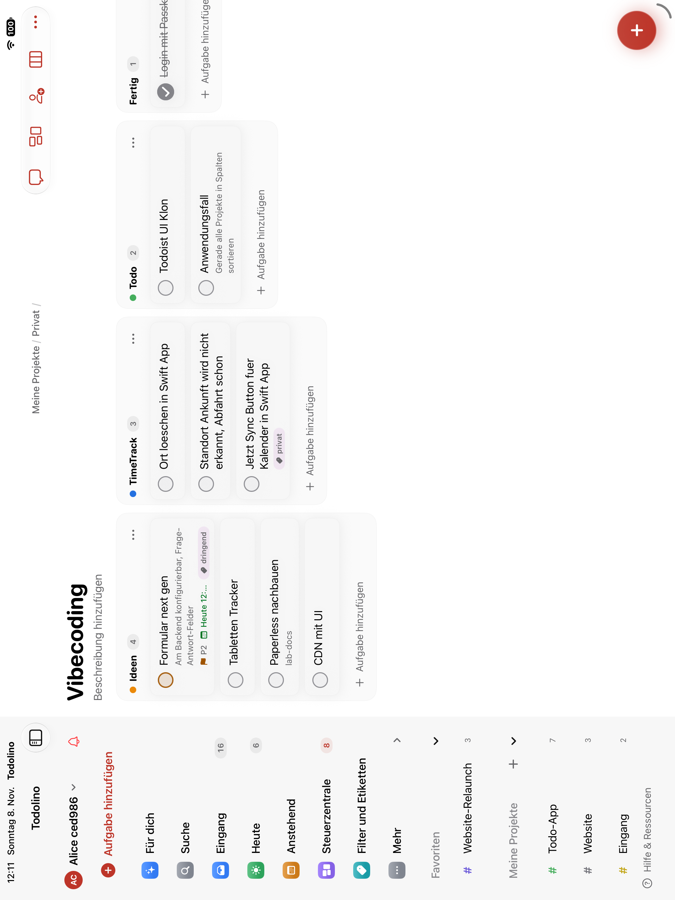 12:11 Sonntag 8. Nov. Todolino
100
Todolino
AC Alice ced986
Aufgabe hinzufügen
Für dich
Suche
Eingang 16
Heute 6
Anstehend
Steuerzentrale 8
Filter und Etiketten
Mehr
Favoriten
# Website-Relaunch 3
Meine Projekte
# Todo-App 7
# Website 3
# Eingang 2
Hilfe & Ressourcen
Meine Projekte / Privat /
Vibecoding
Beschreibung hinzufügen
Ideen 4
Formular next gen
Am Backend konfigurierbar, Frage-
Antwort-Felder
P2 Heute 12:... dringend
Tabletten Tracker
Paperless nachbauen
lab-docs
CDN mit UI
+ Aufgabe hinzufügen
TimeTrack 3
Ort loeschen in Swift App
Standort Ankunft wird nicht
erkannt, Abfahrt schon
Jetzt Sync Button fuer
Kalender in Swift App
privat
+ Aufgabe hinzufügen
Todo 2
Todoist UI Klon
Anwendungsfall
Gerade alle Projekte in Spalten
sortieren
+ Aufgabe hinzufügen
Fertig 1
Login mit Passk
+ Aufgabe hinzufüg